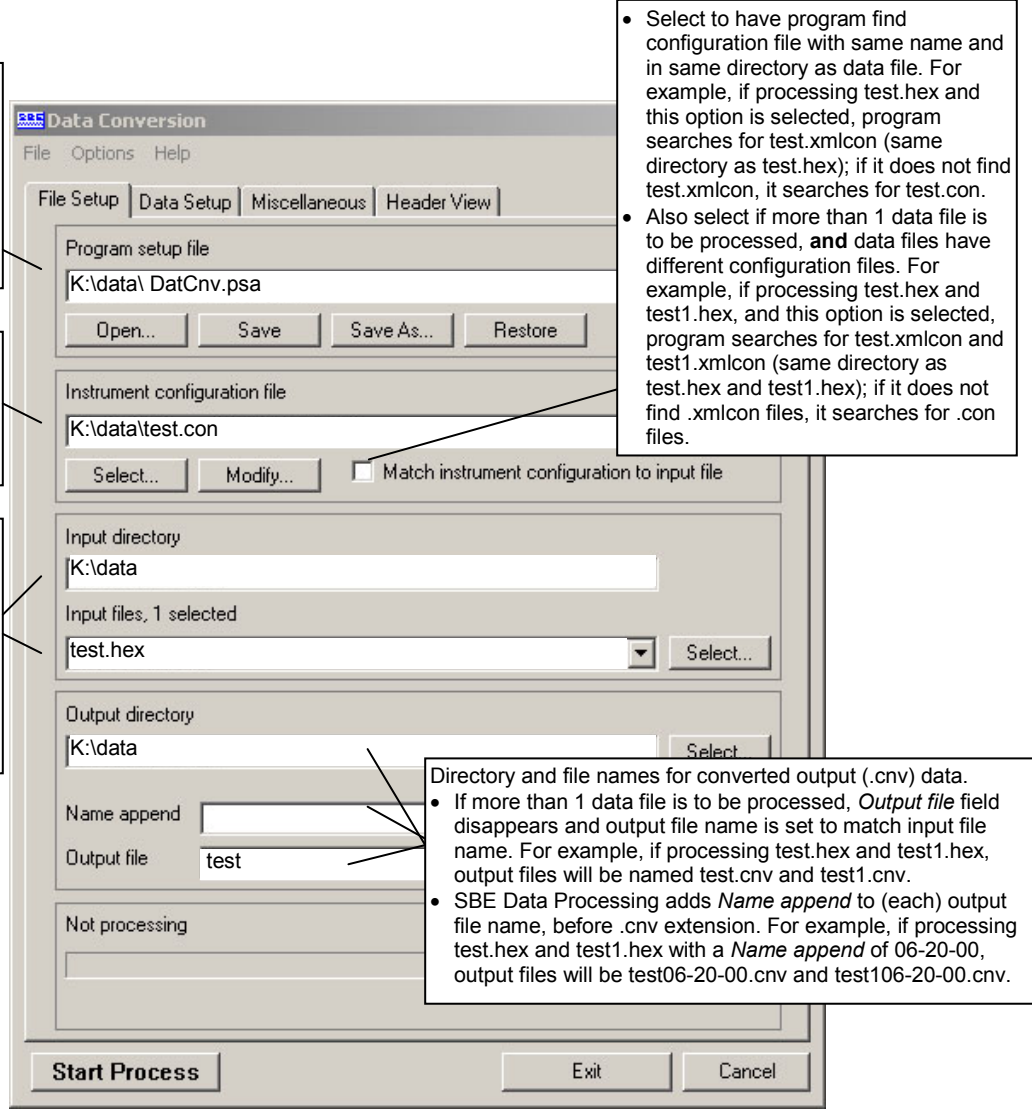 • Select to have program find
configuration file with same name and
in same directory as data file. For
example, if processing test.hex and
this option is selected, program
searches for test.xmlcon (same
directory as test.hex); if it does not find
test.xmlcon, it searches for test.con.
• Also select if more than 1 data file is
to be processed, and data files have
different configuration files. For
example, if processing test.hex and
test1.hex, and this option is selected,
program searches for test.xmlcon and
test1.xmlcon (same directory as
test.hex and test1.hex); if it does not
find .xmlcon files, it searches for .con
files.
SBE Data Conversion
File Options Help
File Setup Data Setup Miscellaneous Header View
Program setup file
K:\data\ DatCnv.psa
Open... Save Save As... Restore
Instrument configuration file
K:\data\test.con
Select... Modify... Match instrument configuration to input file
Input directory
K:\data
Input files, 1 selected
test.hex Select...
Output directory
K:\data Select...
Name append
Output file test
Directory and file names for converted output (.cnv) data.
• If more than 1 data file is to be processed, Output file field
disappears and output file name is set to match input file
name. For example, if processing test.hex and test1.hex,
output files will be named test.cnv and test1.cnv.
• SBE Data Processing adds Name append to (each) output
file name, before .cnv extension. For example, if processing
test.hex and test1.hex with a Name append of 06-20-00,
output files will be test06-20-00.cnv and test106-20-00.cnv.
Not processing
Start Process Exit Cancel